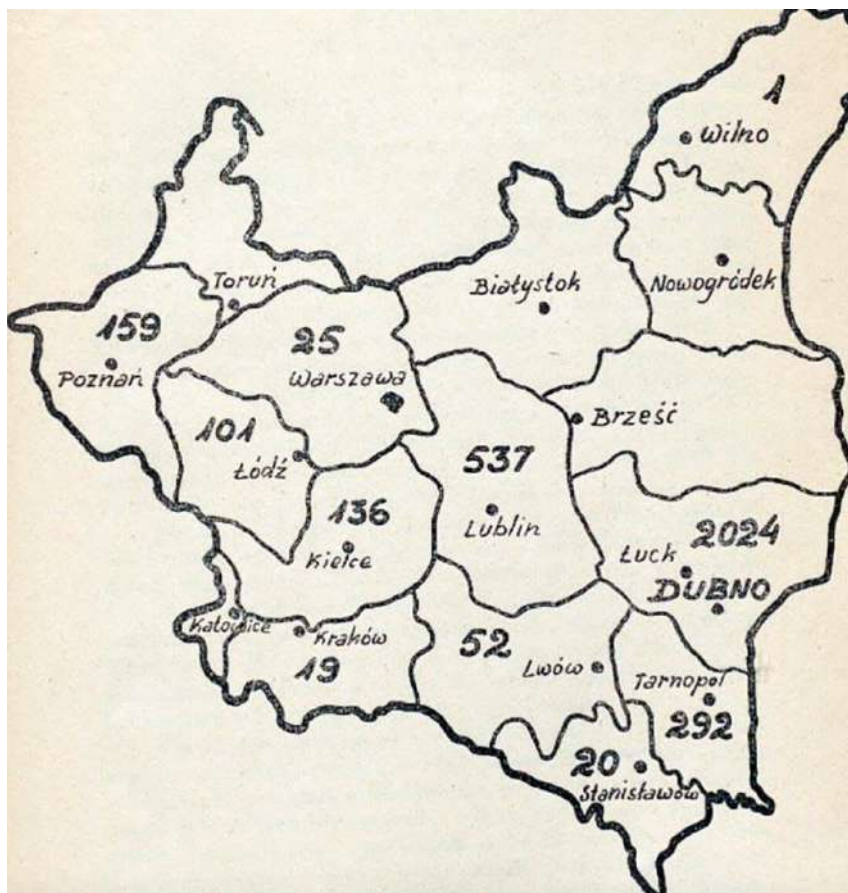 1
Wilno
Toruń
Białystok
Nowogródek
159
25
Poznań
Warszawa
Brześć
101
Łódź
537
136
Lublin
2024
Kielce
Łuck
DUBNO
Katowice
Kraków
19
52
Lwów
Tarnopol
292
20
Stanisławów